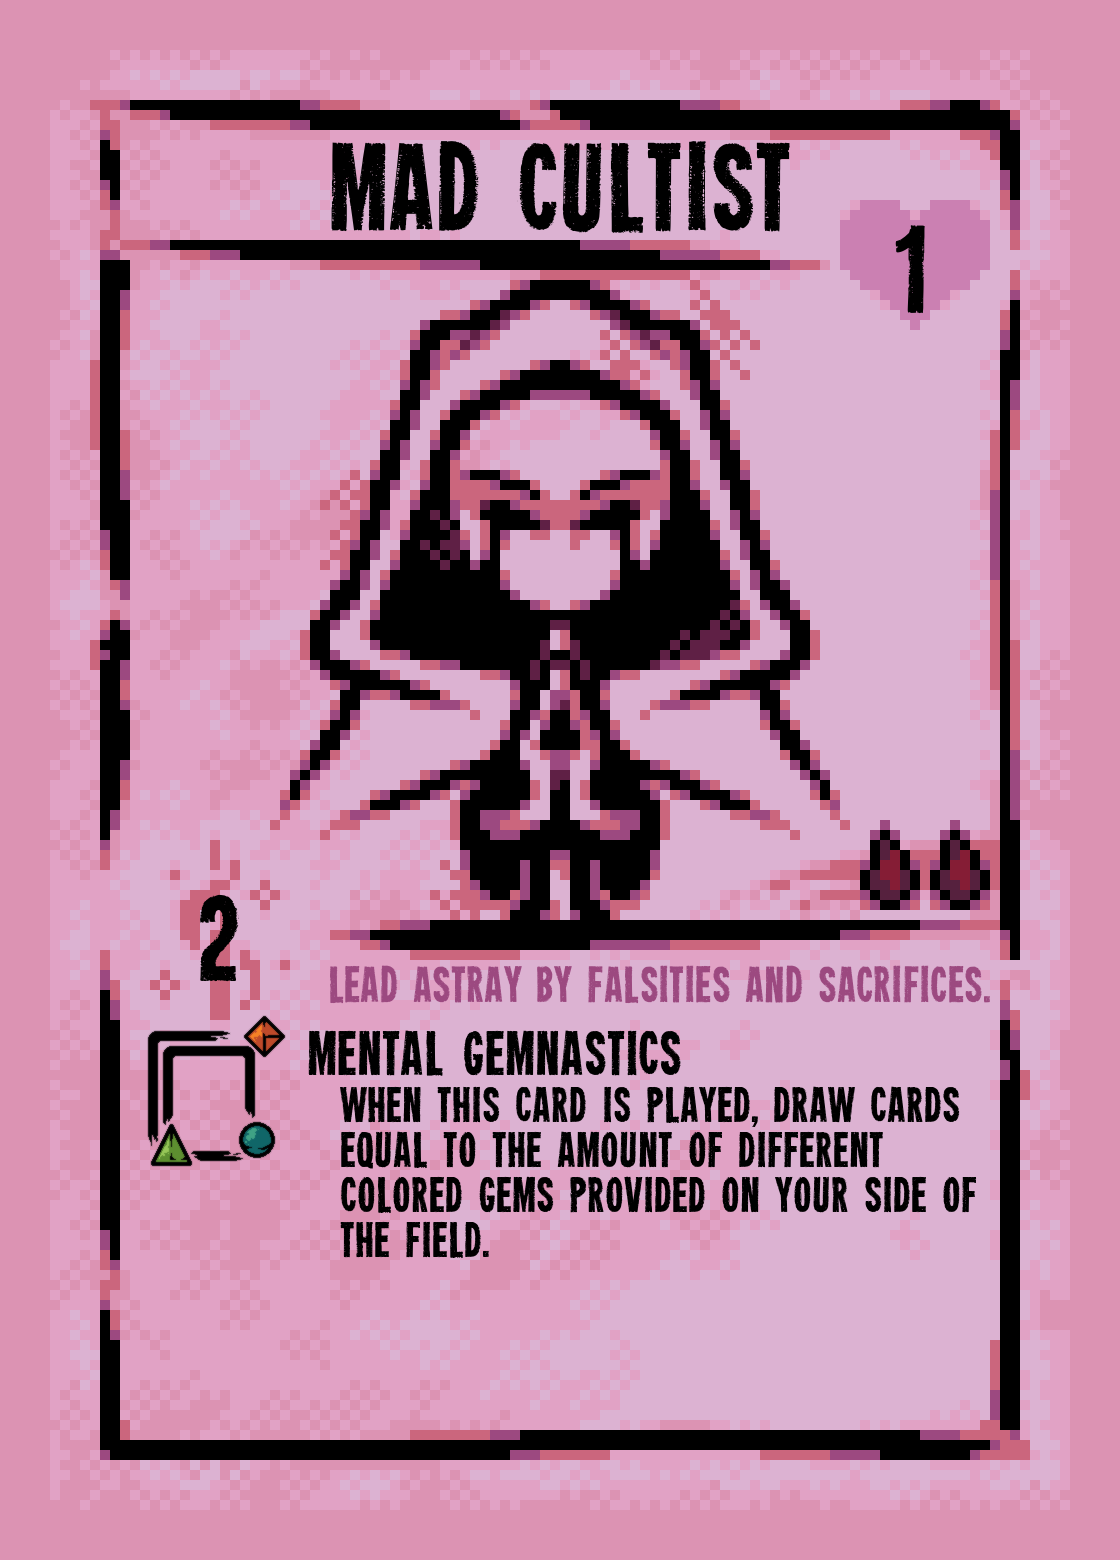 MAD CULTIST
1
2
LEAD ASTRAY BY FALSITIES AND SACRIFICES.
MENTAL GEMNASTICS
WHEN THIS CARD IS PLAYED, DRAW CARDS
EQUAL TO THE AMOUNT OF DIFFERENT
COLORED GEMS PROVIDED ON YOUR SIDE OF
THE FIELD.